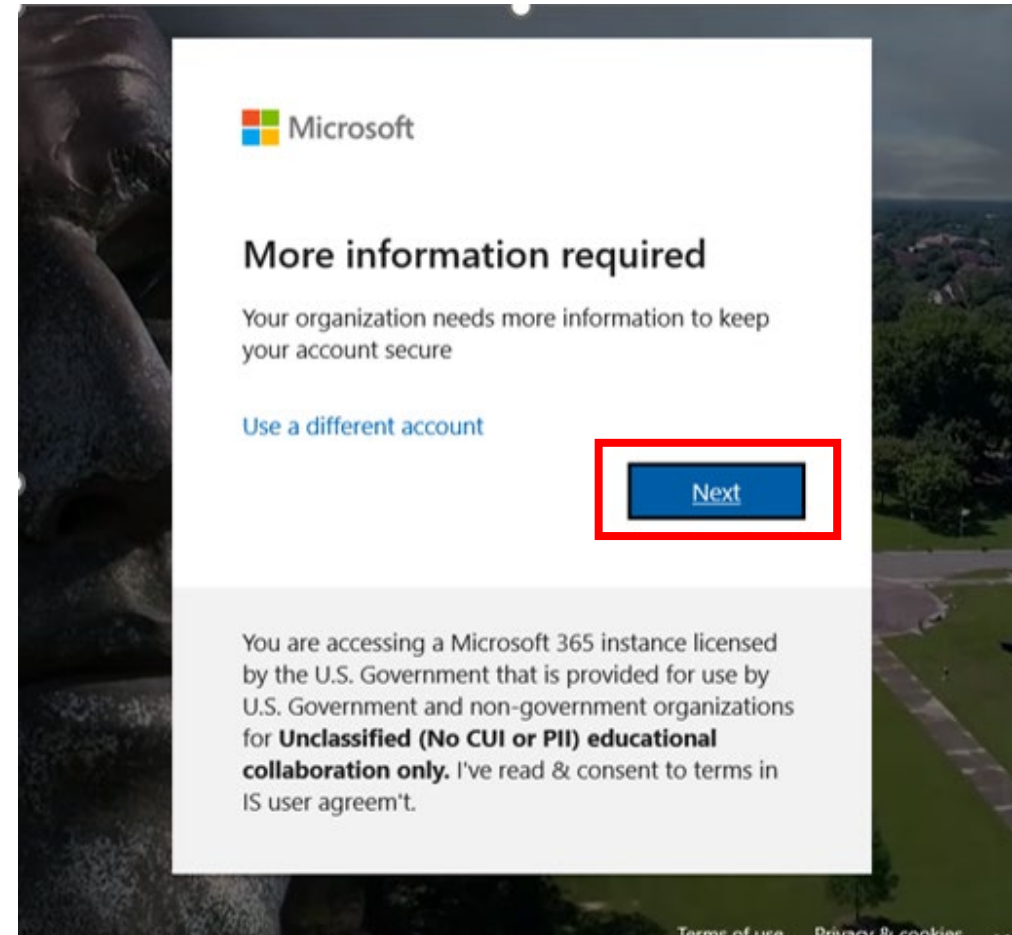 Microsoft
More information required
Your organization needs more information to keep
your account secure
Use a different account
Next
You are accessing a Microsoft 365 instance licensed
by the U.S. Government that is provided for use by
U.S. Government and non-government organizations
for Unclassified (No CUI or PII) educational
collaboration only. I've read & consent to terms in
IS user agreem't.
Terms of use Privacy & cookies